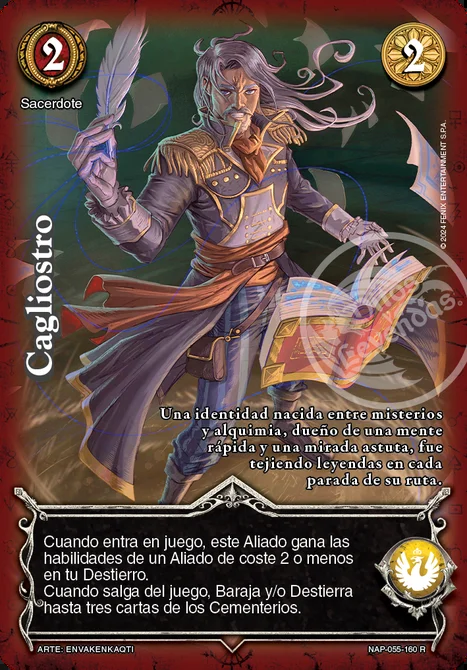 2
2
Sacerdote
Cagliostro
© 2024 FENIX ENTERTAINMENT S.P.A.
Mitos
Leyendas.
Una identidad nacida entre misterios
y alquimia, dueño de una mente
rápida y una mirada astuta, fue
tejiendo leyendas en cada
parada de su ruta.
Cuando entra en juego, este Aliado gana las
habilidades de un Aliado de coste 2 o menos
en tu Destierro.
Cuando salga del juego, Baraja y/o Destierra
hasta tres cartas de los Cementerios.
ARTE: ENVAKENKAQTI
NAP-055-160 R